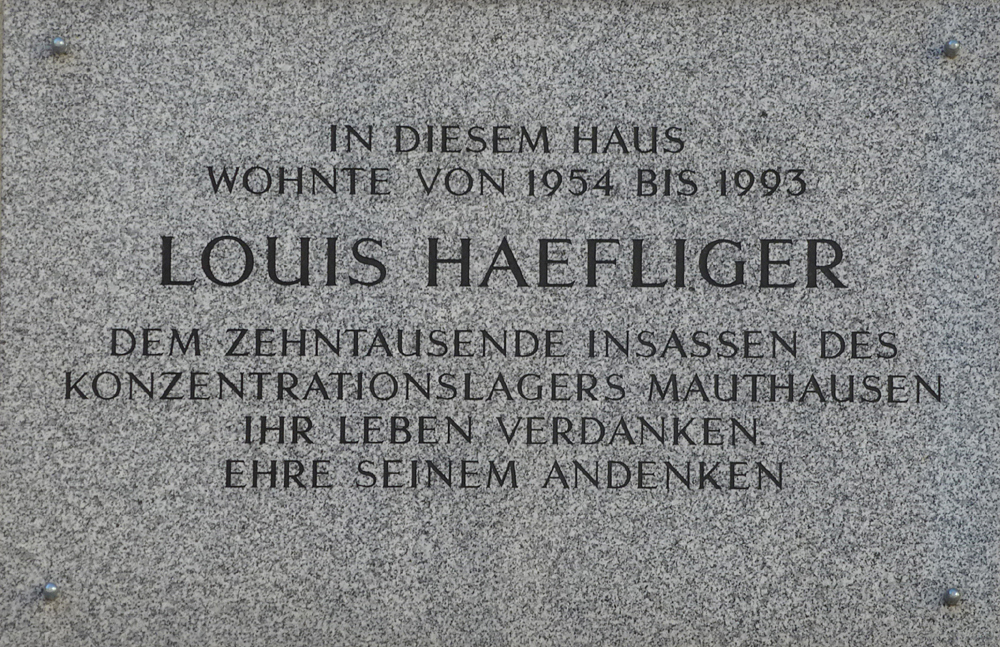 IN DIESEM HAUS
WOHNTE VON 1954 BIS 1993
LOUIS HAEFLIGER
DEM ZEHNTAUSENDE INSASSEN DES
KONZENTRATIONSLAGERS MAUTHAUSEN
IHR LEBEN VERDANKEN.
EHRE SEINEM ANDENKEN